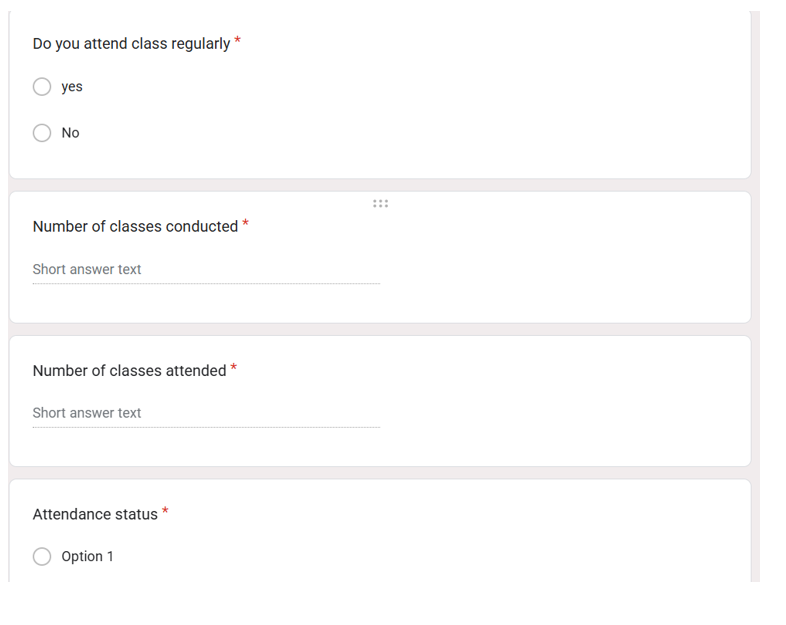 Do you attend class regularly *
yes
No
Number of classes conducted *
Short answer text
Number of classes attended *
Short answer text
Attendance status *
Option 1